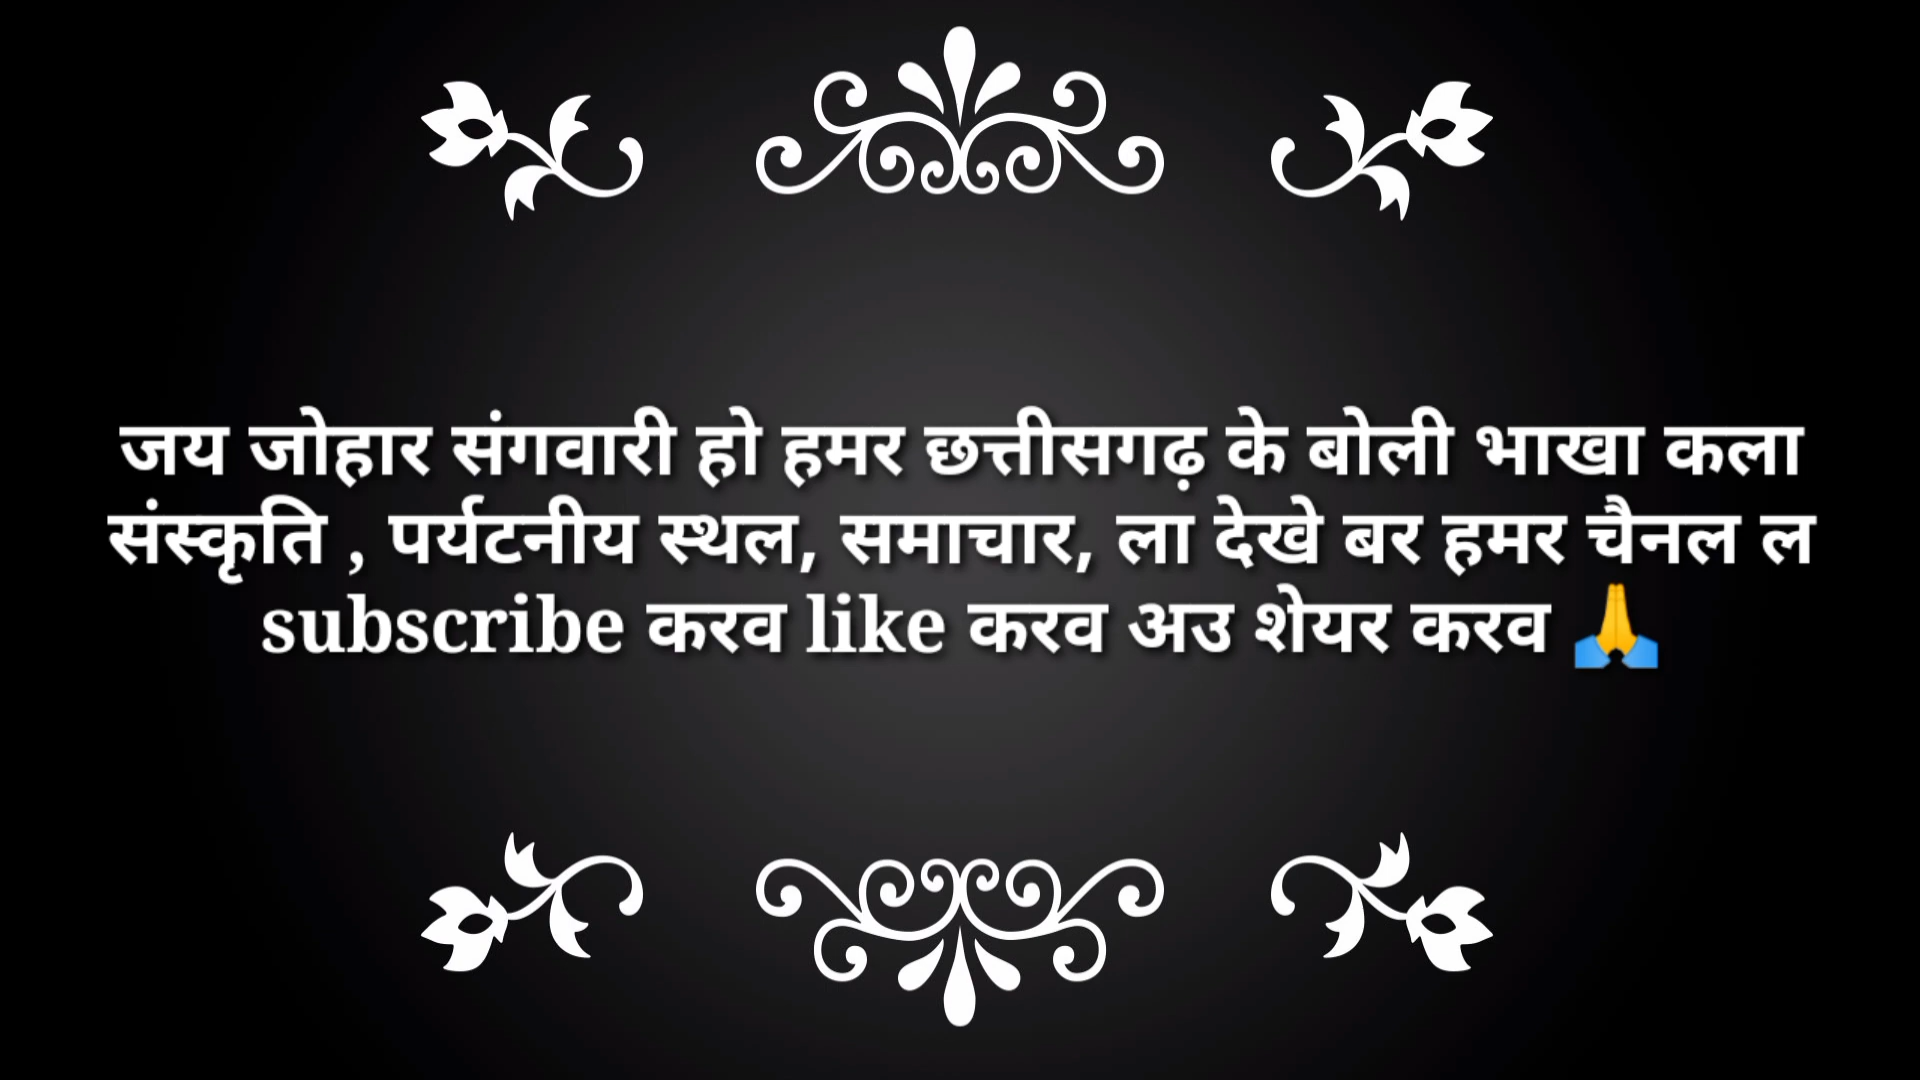 जय जोहार संगवारी हो हमर छत्तीसगढ़ के बोली भाखा कला
संस्कृति , पर्यटनीय स्थल, समाचार, ला देखे बर हमर चैनल ल
subscribe करव like करव अउ शेयर करव 🙏